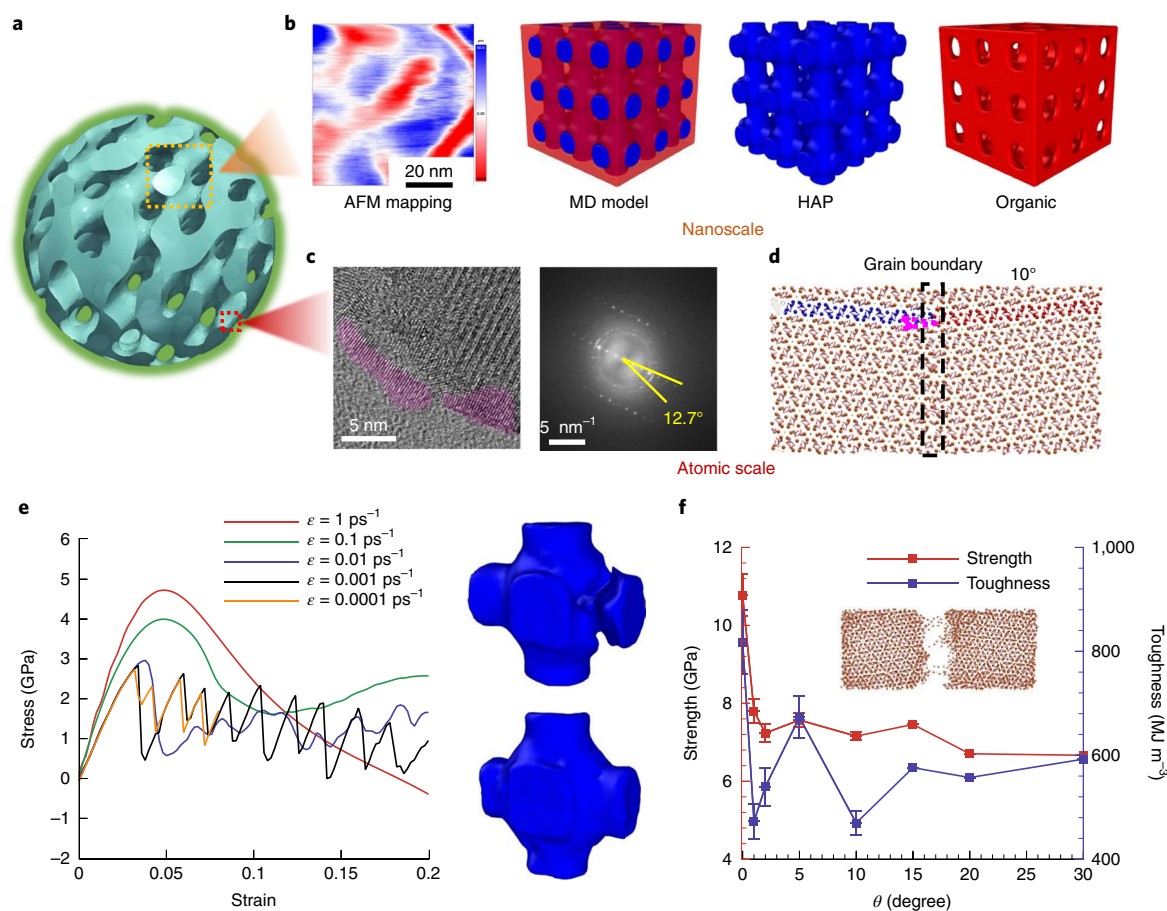 a
b
20 nm
AFM mapping
MD model
HAP
Organic
Nanoscale
c
5 nm
5 nm⁻¹
12.7°
d
Grain boundary
10°
Atomic scale
e
ε = 1 ps⁻¹
ε = 0.1 ps⁻¹
ε = 0.01 ps⁻¹
ε = 0.001 ps⁻¹
ε = 0.0001 ps⁻¹
6
5
4
3
2
1
0
–1
–2
Stress (GPa)
0
0.05
0.1
0.15
0.2
Strain
f
Strength
Toughness
12
10
8
6
4
Strength (GPa)
1,000
800
600
400
Toughness (MJ m⁻³)
0
5
10
15
20
25
30
θ (degree)